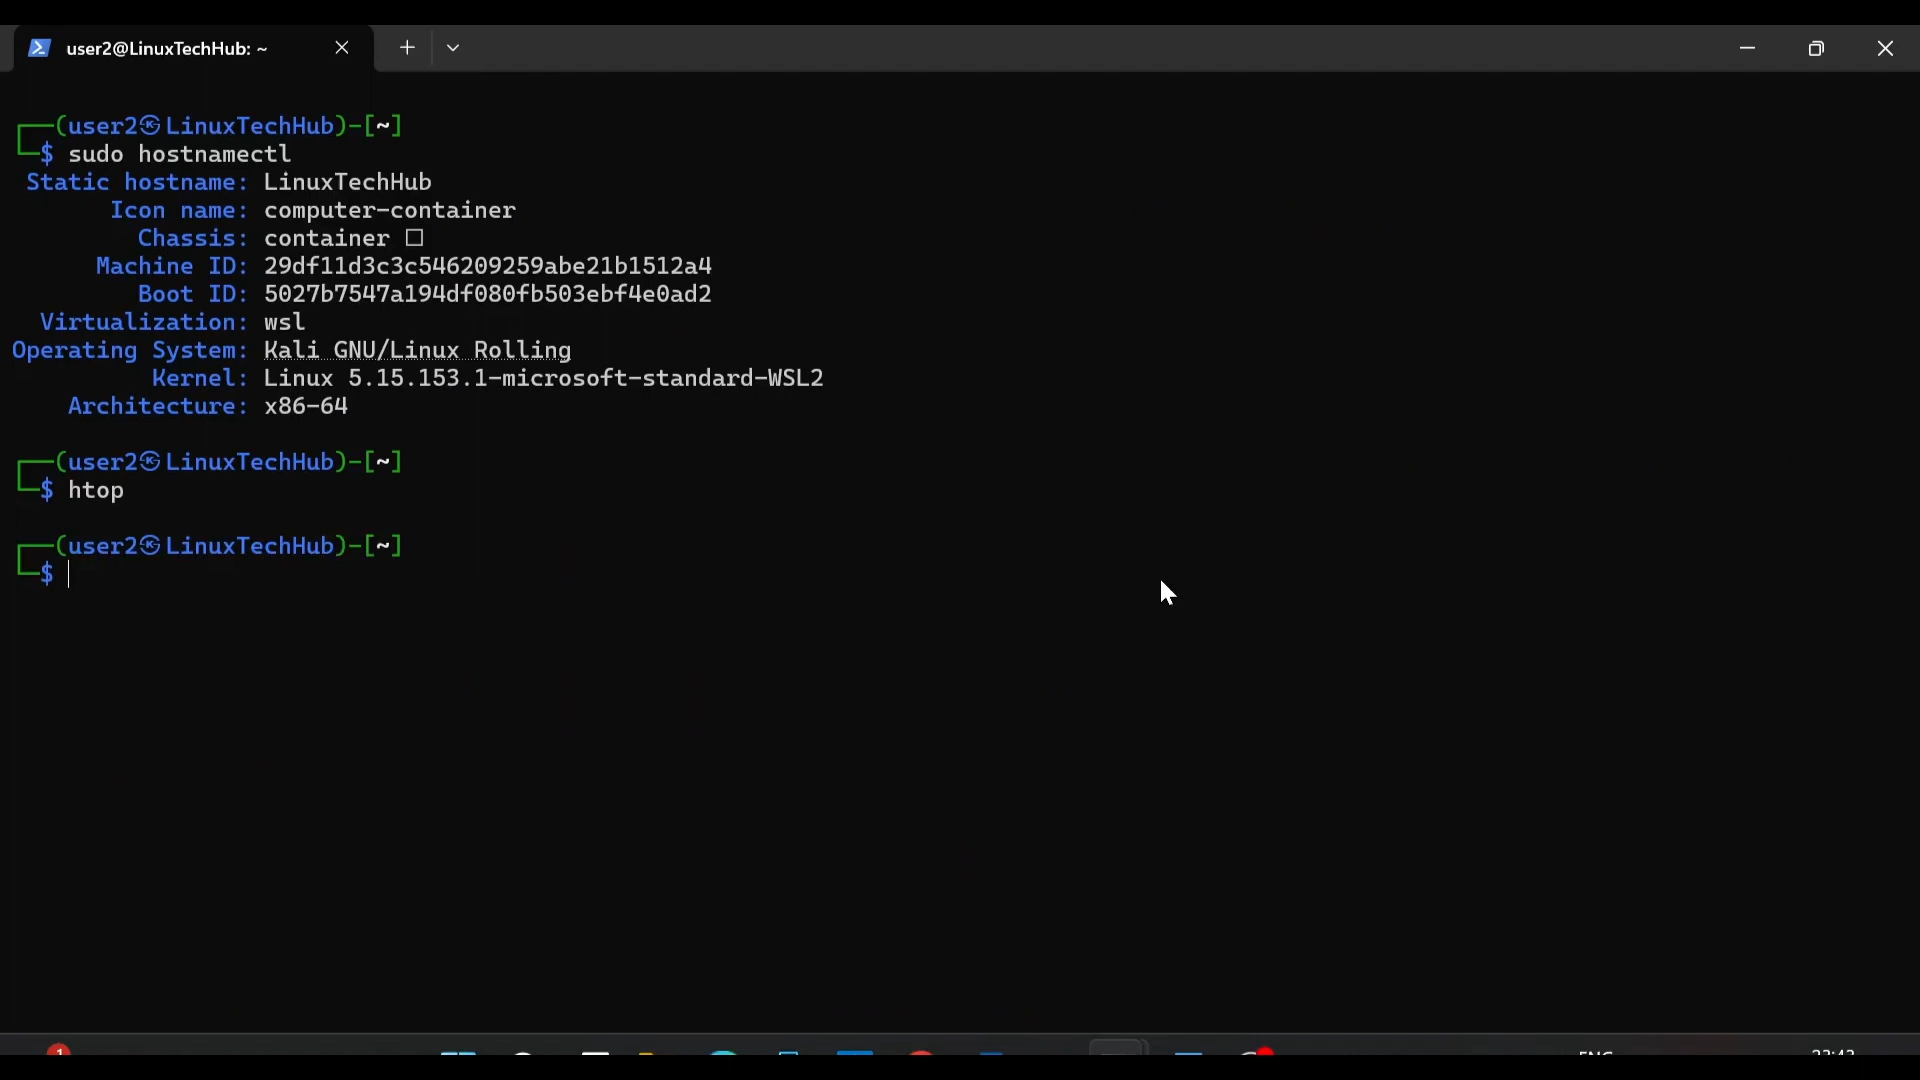 user2@LinuxTechHub: ~
┌──(user2㉿LinuxTechHub)-[~]
└─$ sudo hostnamectl
Static hostname: LinuxTechHub
Icon name: computer-container
Chassis: container ☐
Machine ID: 29df11d3c3c546209259abe21b1512a4
Boot ID: 5027b7547a194df080fb503ebf4e0ad2
Virtualization: wsl
Operating System: Kali GNU/Linux Rolling
Kernel: Linux 5.15.153.1-microsoft-standard-WSL2
Architecture: x86-64
┌──(user2㉿LinuxTechHub)-[~]
└─$ htop
┌──(user2㉿LinuxTechHub)-[~]
└─$
1